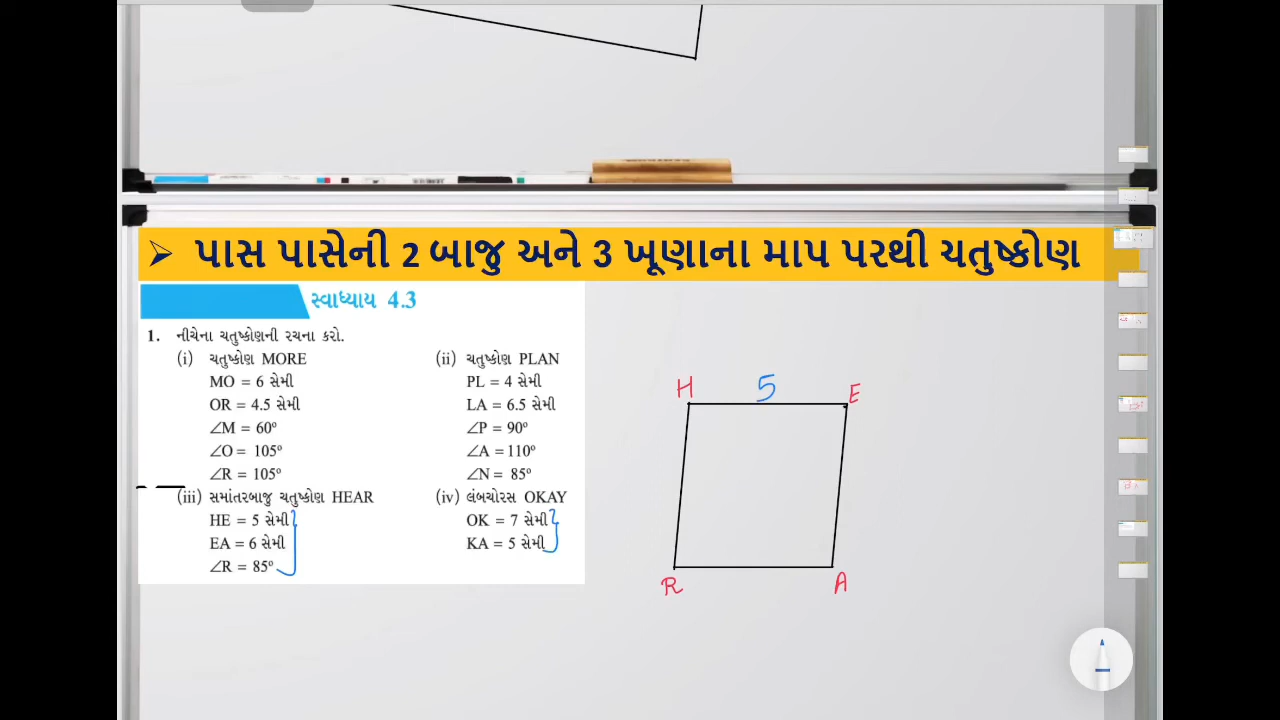 ➢ પાસ પાસેની 2 બાજુ અને 3 ખૂણાના માપ પરથી ચતુષ્કોણ
સ્વાધ્યાય 4.3
1. નીચેના ચતુષ્કોણની રચના કરો.
(i) ચતુષ્કોણ MORE
MO = 6 સેમી
OR = 4.5 સેમી
∠M = 60°
∠O = 105°
∠R = 105°
(ii) ચતુષ્કોણ PLAN
PL = 4 સેમી
LA = 6.5 સેમી
∠P = 90°
∠A = 110°
∠N = 85°
(iii) સમાંતરબાજુ ચતુષ્કોણ HEAR
HE = 5 સેમી
EA = 6 સેમી
∠R = 85°
(iv) લંબચોરસ OKAY
OK = 7 સેમી
KA = 5 સેમી
H 5 E
R A